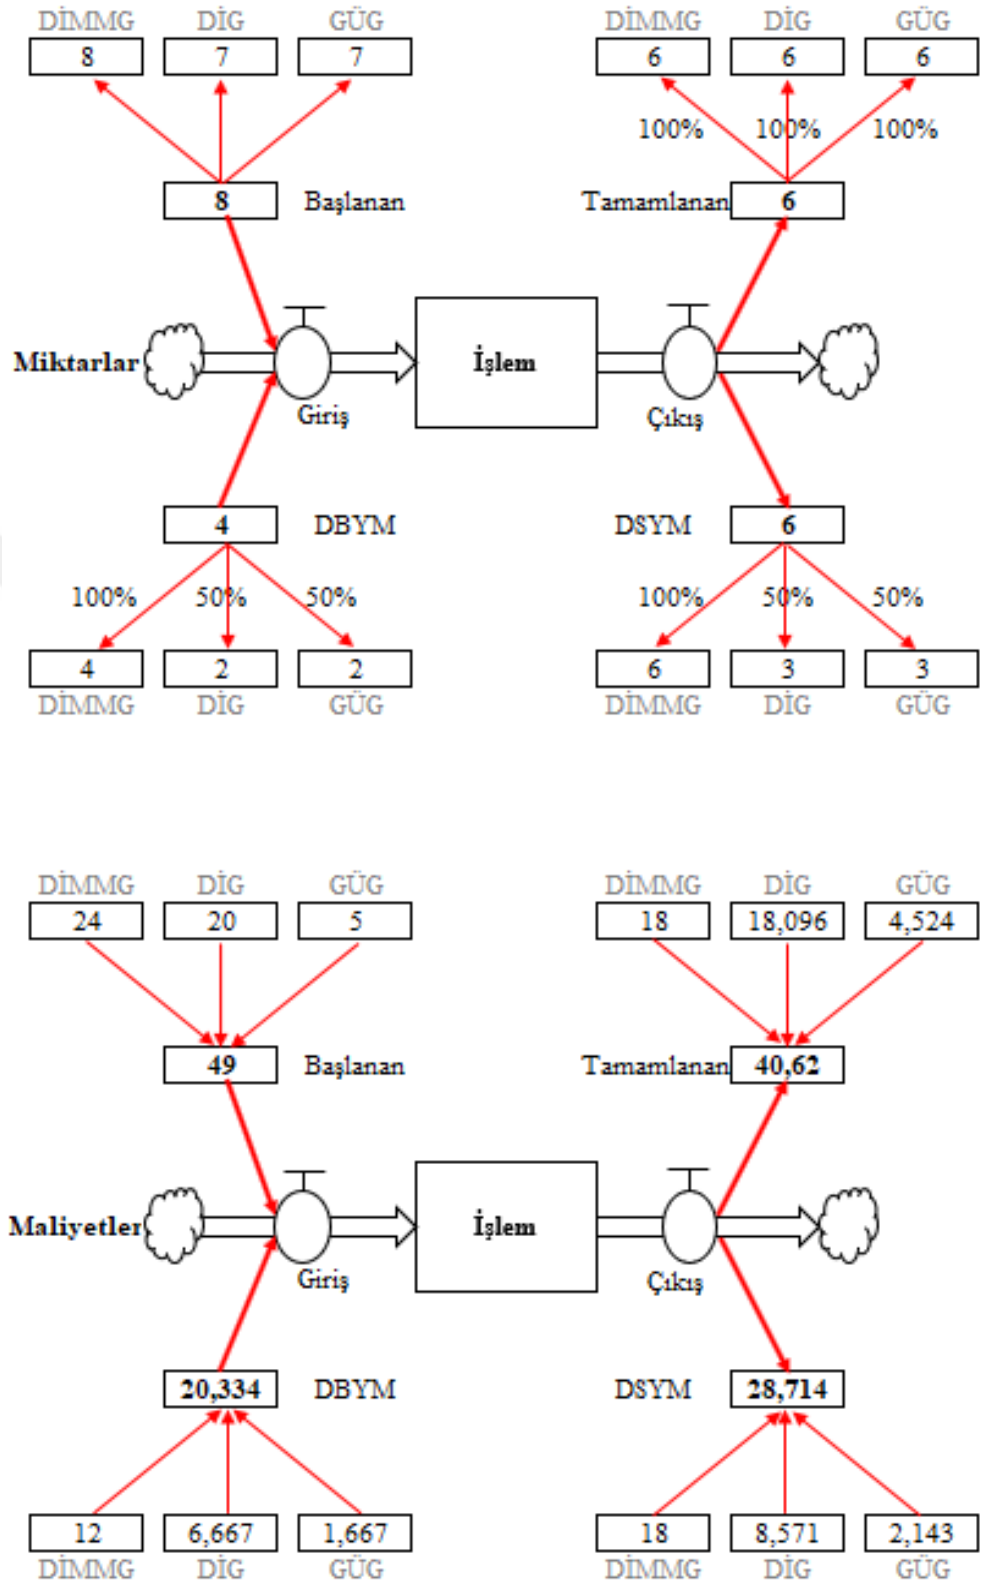 DİMMG DİG GÜG DİMMG DİG GÜG
8 7 7 6 6 6
100% 100% 100%
8 Başlanan Tamamlanan 6
Miktarlar İşlem
Giriş Çıkış
4 DBYM DSYM 6
100% 50% 50% 100% 50% 50%
4 2 2 6 3 3
DİMMG DİG GÜG DİMMG DİG GÜG
DİMMG DİG GÜG DİMMG DİG GÜG
24 20 5 18 18,096 4,524
49 Başlanan Tamamlanan 40,62
Maliyetler İşlem
Giriş Çıkış
20,334 DBYM DSYM 28,714
12 6,667 1,667 18 8,571 2,143
DİMMG DİG GÜG DİMMG DİG GÜG